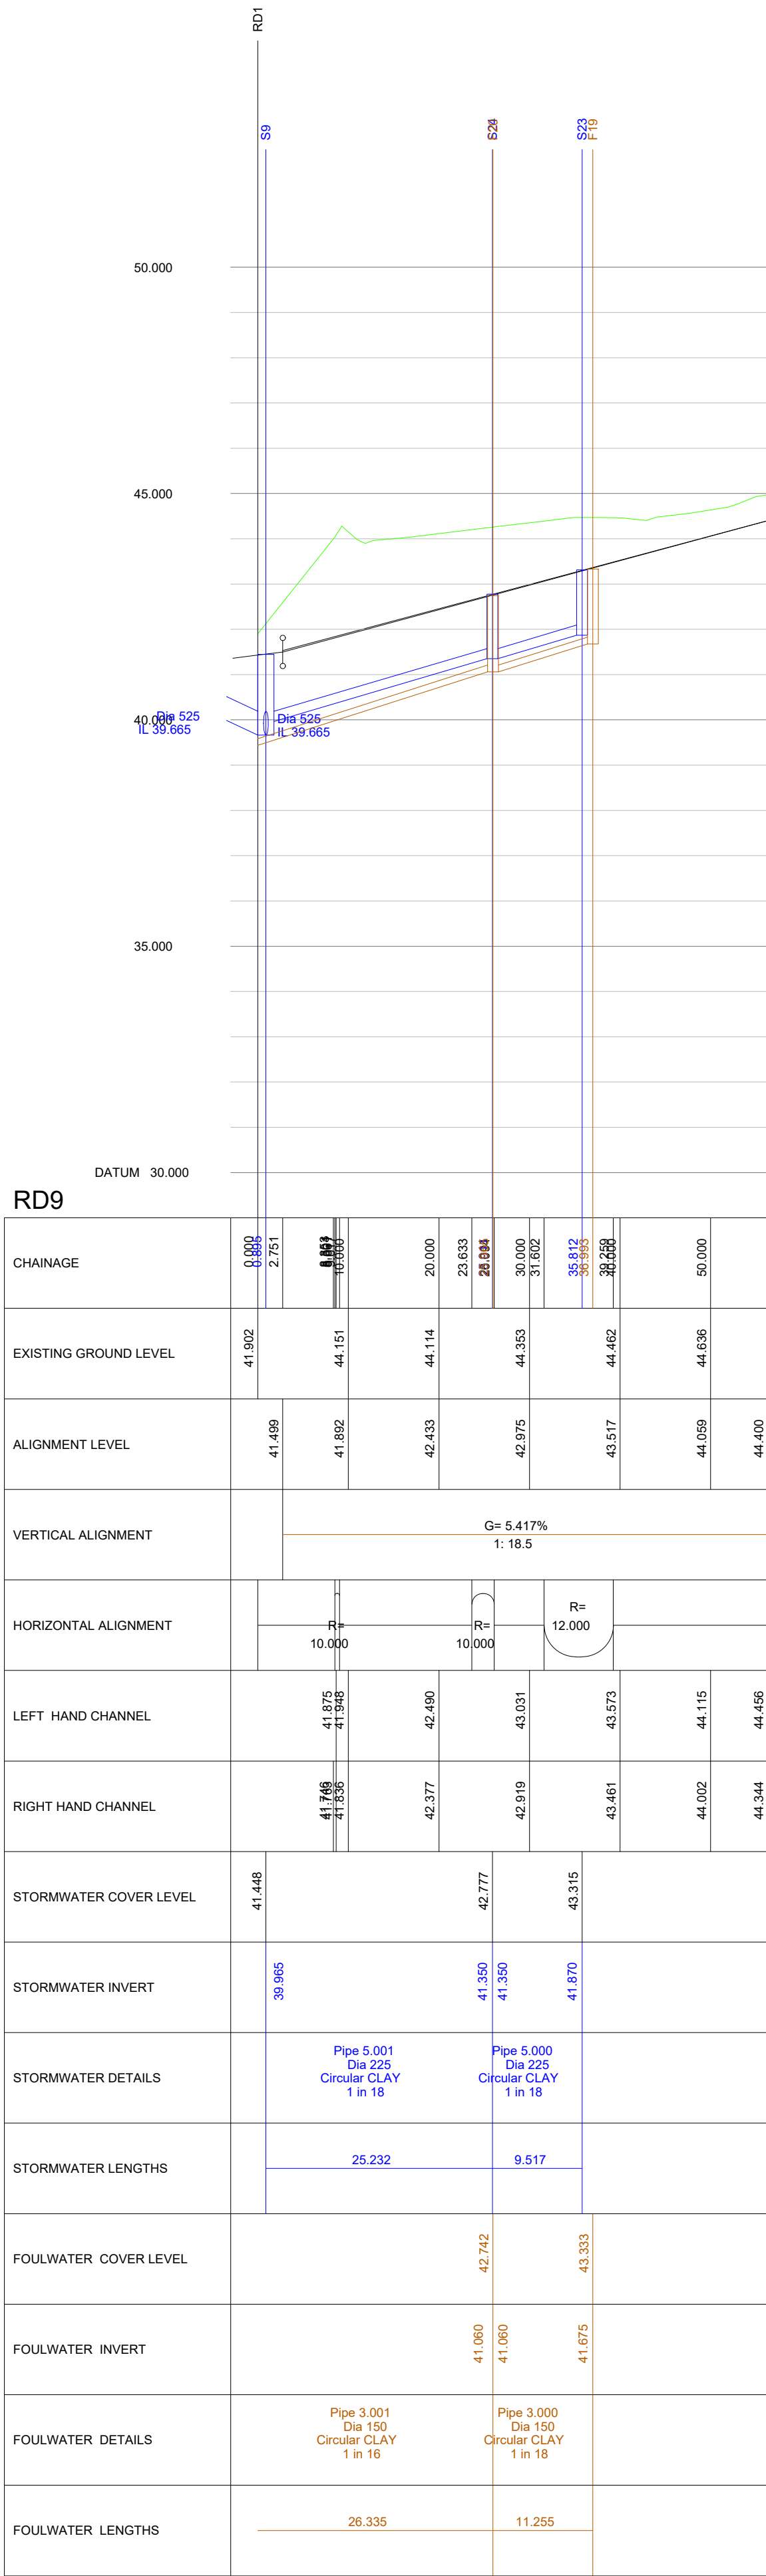 RD1
S9
S24
S23
F19
50.000
45.000
40.000
Dia 525
IL 39.665
Dia 525
IL 39.665
35.000
DATUM 30.000
RD9
CHAINAGE
0.000
0.895
2.751
10.000
20.000
23.633
30.000
31.602
35.812
36.993
39.259
40.000
50.000
EXISTING GROUND LEVEL
41.902
44.151
44.114
44.353
44.462
44.636
ALIGNMENT LEVEL
41.499
41.892
42.433
42.975
43.517
44.059
44.400
VERTICAL ALIGNMENT
G= 5.417%
1: 18.5
HORIZONTAL ALIGNMENT
R=
10.000
R=
10.000
R=
12.000
LEFT HAND CHANNEL
41.875
41.948
42.490
43.031
43.573
44.115
44.456
RIGHT HAND CHANNEL
41.836
42.377
42.919
43.461
44.002
44.344
STORMWATER COVER LEVEL
41.448
42.777
43.315
STORMWATER INVERT
39.965
41.350
41.350
41.870
STORMWATER DETAILS
Pipe 5.001
Dia 225
Circular CLAY
1 in 18
Pipe 5.000
Dia 225
Circular CLAY
1 in 18
STORMWATER LENGTHS
25.232
9.517
FOULWATER COVER LEVEL
42.742
43.333
FOULWATER INVERT
41.060
41.060
41.675
FOULWATER DETAILS
Pipe 3.001
Dia 150
Circular CLAY
1 in 16
Pipe 3.000
Dia 150
Circular CLAY
1 in 18
FOULWATER LENGTHS
26.335
11.255